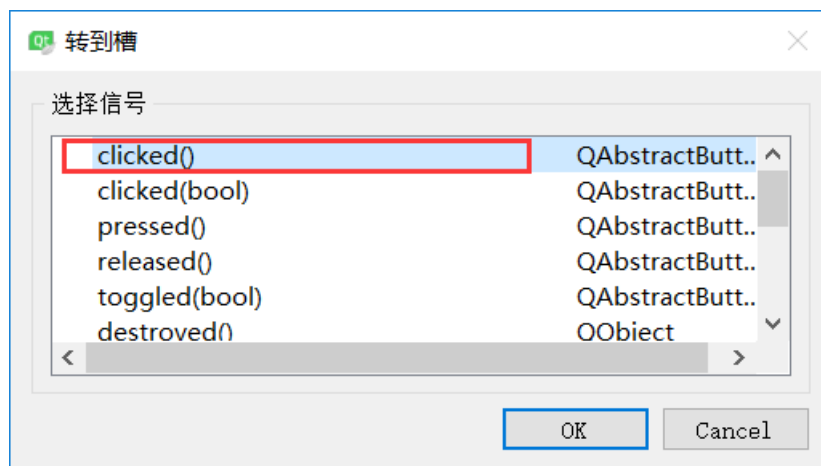 转到槽
选择信号
clicked() QAbstractButt..
clicked(bool) QAbstractButt..
pressed() QAbstractButt..
released() QAbstractButt..
toggled(bool) QAbstractButt..
destroyed() QObject
OK Cancel